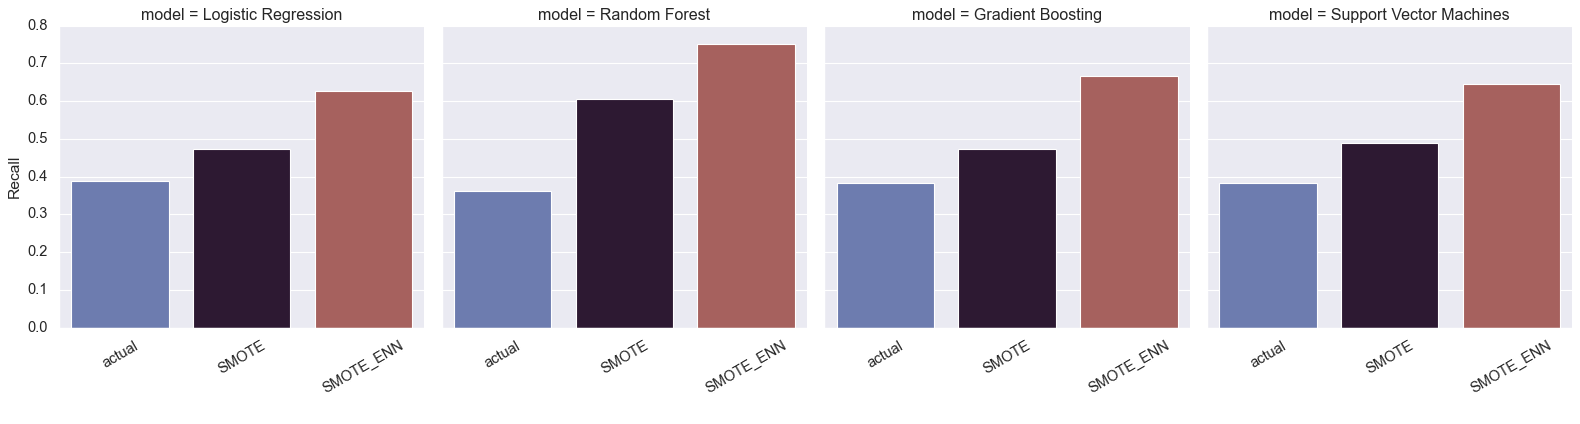 model = Logistic Regression
model = Random Forest
model = Gradient Boosting
model = Support Vector Machines
Recall
0.8
0.7
0.6
0.5
0.4
0.3
0.2
0.1
0.0
actual
SMOTE
SMOTE_ENN
actual
SMOTE
SMOTE_ENN
actual
SMOTE
SMOTE_ENN
actual
SMOTE
SMOTE_ENN